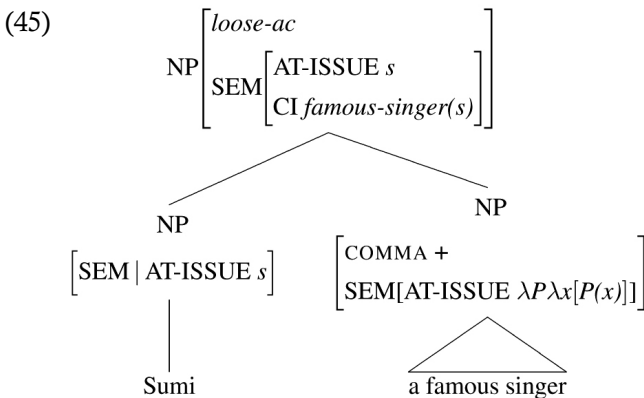 (45)
loose-ac
NP SEM AT-ISSUE s
CI famous-singer(s)
NP NP
[SEM | AT-ISSUE s]
COMMA +
SEM[AT-ISSUE λPλx[P(x)]]
Sumi a famous singer